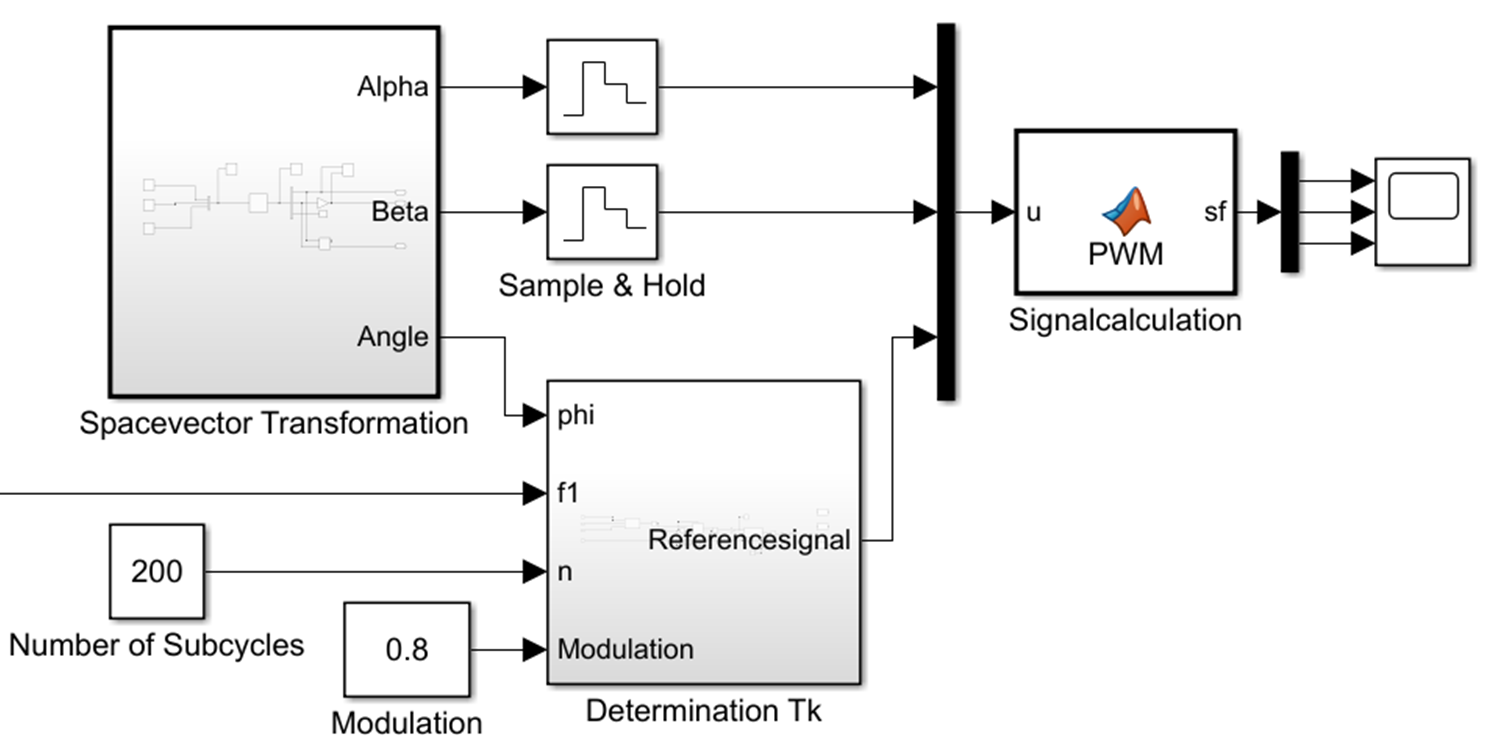 Alpha
Beta
Angle
Spacevector Transformation
Sample & Hold
u
PWM
sf
Signalcalculation
phi
f1
n
Modulation
Referencesignal
Determination Tk
200
Number of Subcycles
0.8
Modulation